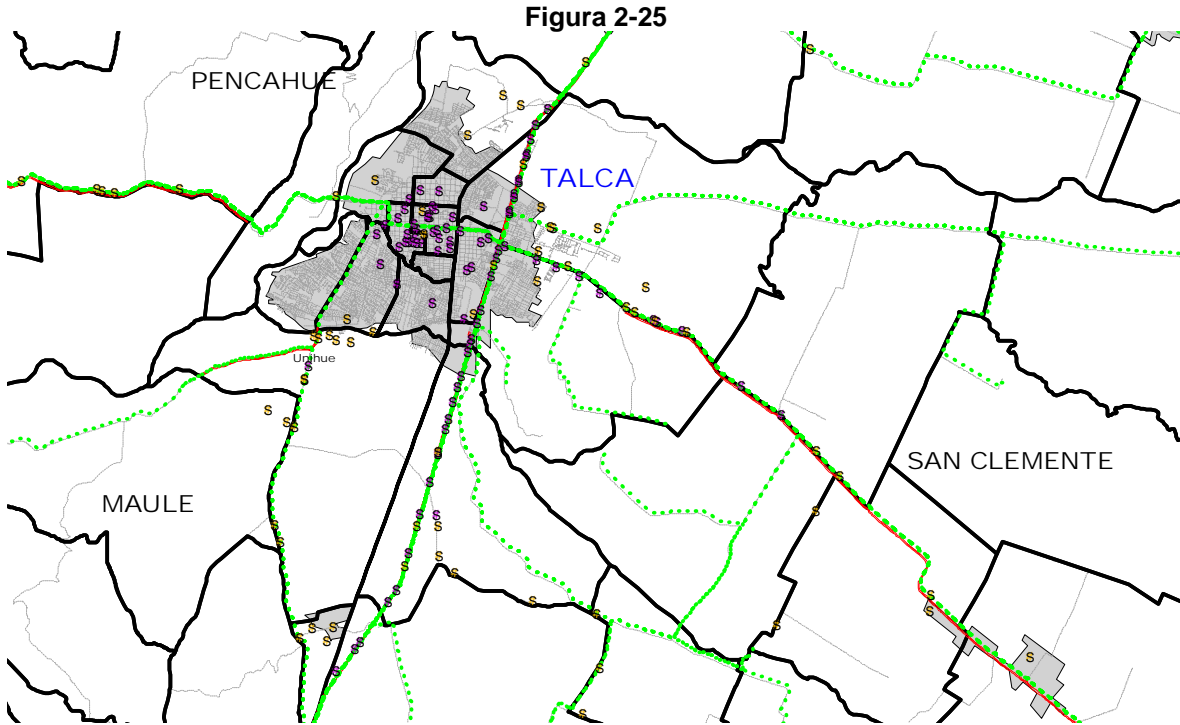 Figura 2-25
PENCAHUE
TALCA
Unihue
SAN CLEMENTE
MAULE